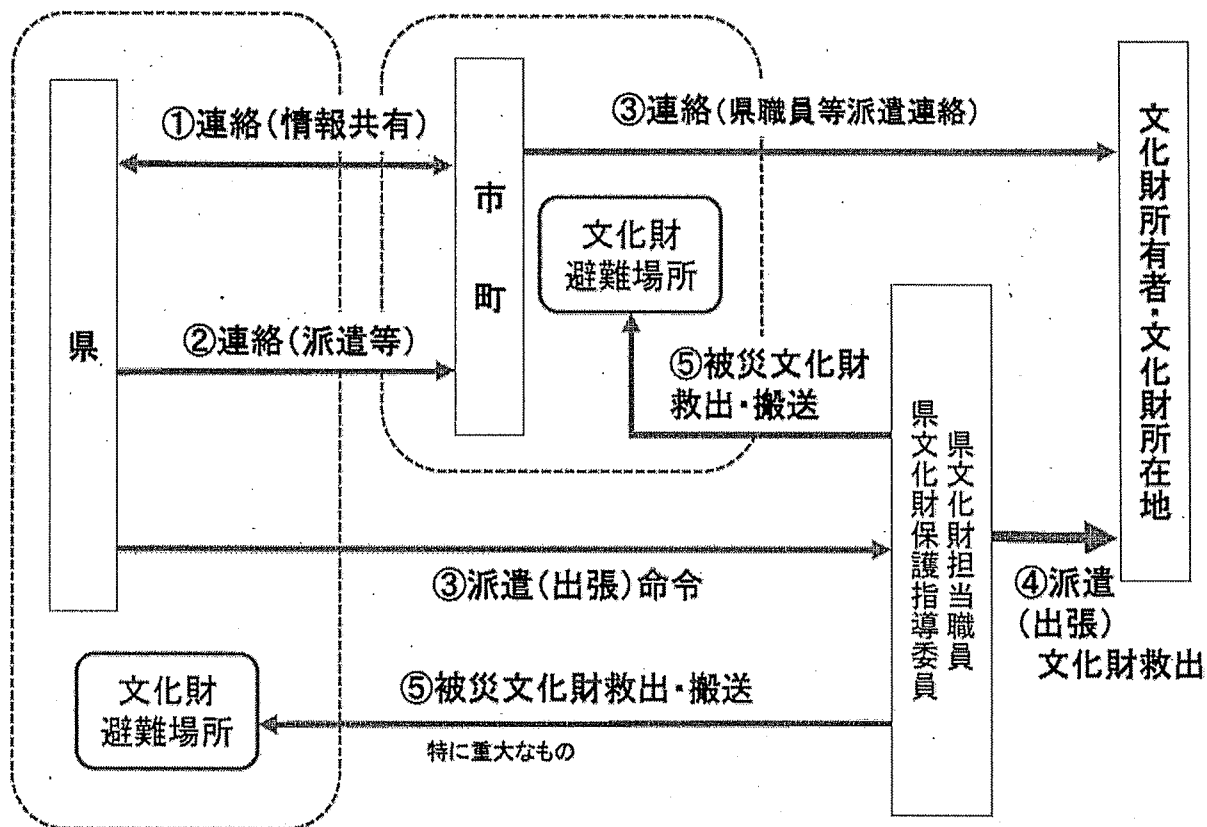 ①連絡(情報共有)
③連絡(県職員等派遣連絡)
文化財所有者・文化財所在地
市町
文化財
避難場所
県
②連絡(派遣等)
⑤被災文化財
救出・搬送
県文化財担当職員
県文化財保護指導委員
③派遣(出張)命令
④派遣
(出張)
文化財救出
文化財
避難場所
⑤被災文化財救出・搬送
特に重大なもの